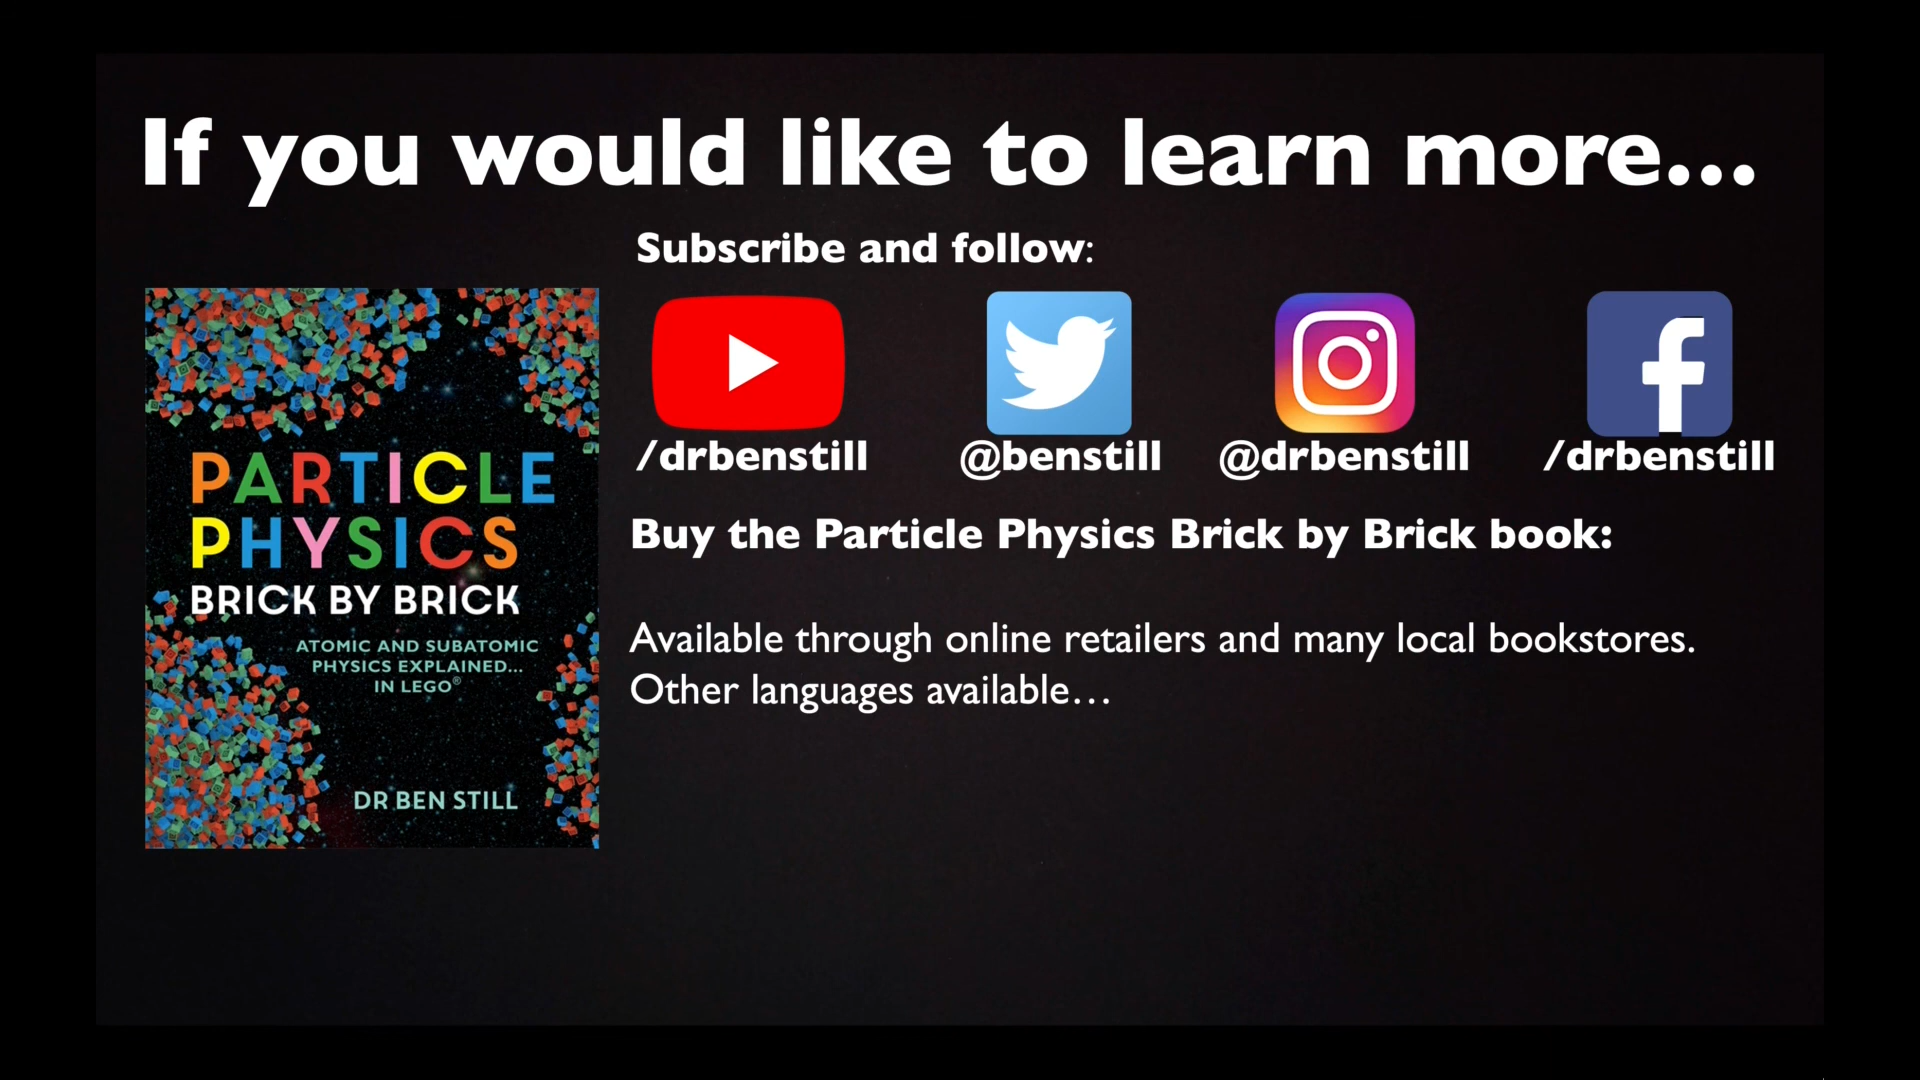 If you would like to learn more…
Subscribe and follow:
/drbenstill @benstill @drbenstill /drbenstill
PARTICLE
PHYSICS
BRICK BY BRICK
ATOMIC AND SUBATOMIC
PHYSICS EXPLAINED...
IN LEGO®
DR BEN STILL
Buy the Particle Physics Brick by Brick book:
Available through online retailers and many local bookstores.
Other languages available…